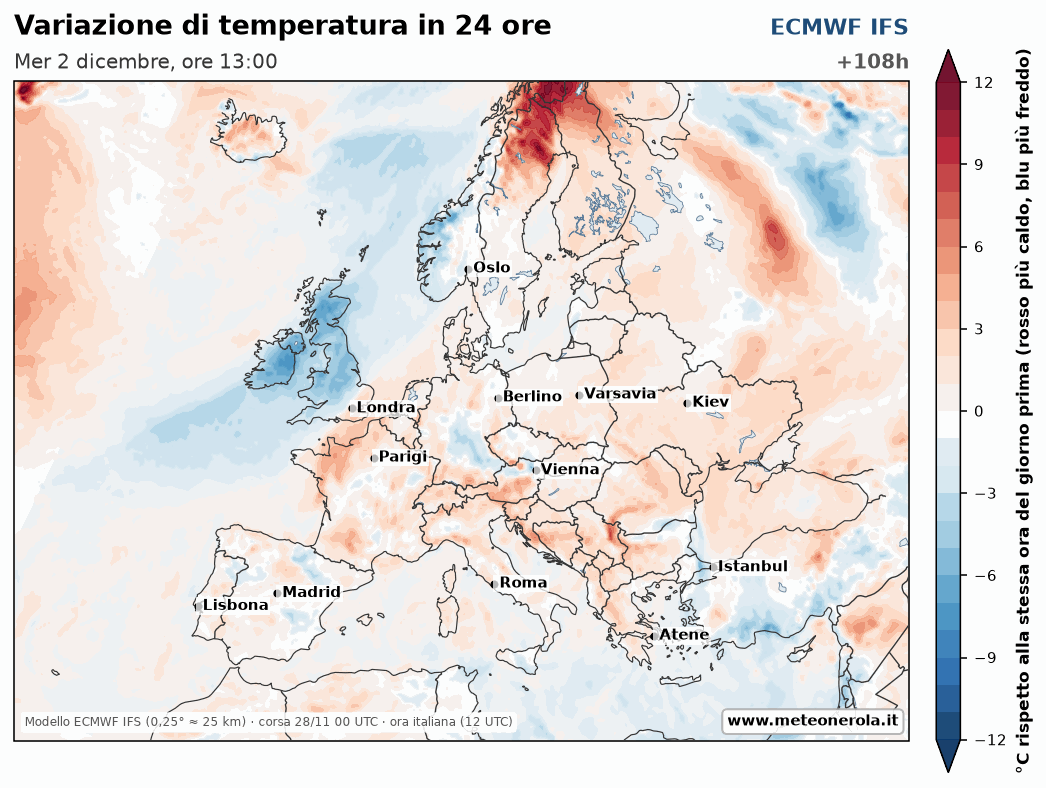 Variazione di temperatura in 24 ore
ECMWF IFS
Mer 2 dicembre, ore 13:00
+108h
Oslo
Londra
Berlino
Varsavia
Kiev
Parigi
Vienna
Istanbul
Roma
Madrid
Lisbona
Atene
Modello ECMWF IFS (0,25° ≈ 25 km) · corsa 28/11 00 UTC · ora italiana (12 UTC)
www.meteonerola.it
12
9
6
3
0
−3
−6
−9
−12
°C rispetto alla stessa ora del giorno prima (rosso più caldo, blu più freddo)